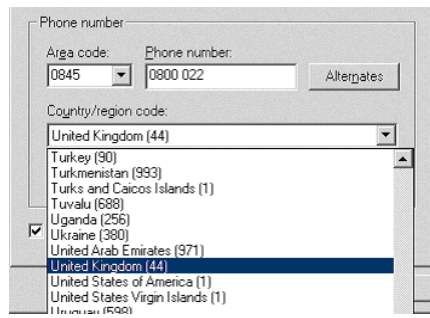 Phone number
Area code: Phone number:
0845 0800 022 Alternates
Country/region code:
United Kingdom (44)
Turkey (90)
Turkmenistan (993)
Turks and Caicos Islands (1)
Tuvalu (688)
Uganda (256)
Ukraine (380)
United Arab Emirates (971)
United Kingdom (44)
United States of America (1)
United States Virgin Islands (1)
Uruguay (598)